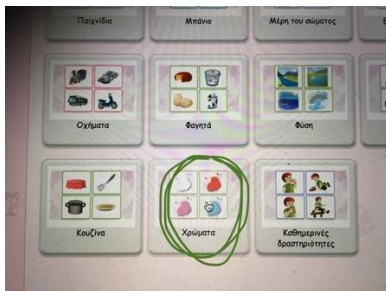 Παιχνίδια
Μπάνιο
Μέρη του σώματος
Οχήματα
Φαγητά
Φύση
Κουζίνα
Χρώματα
Καθημερινές
δραστηριότητες